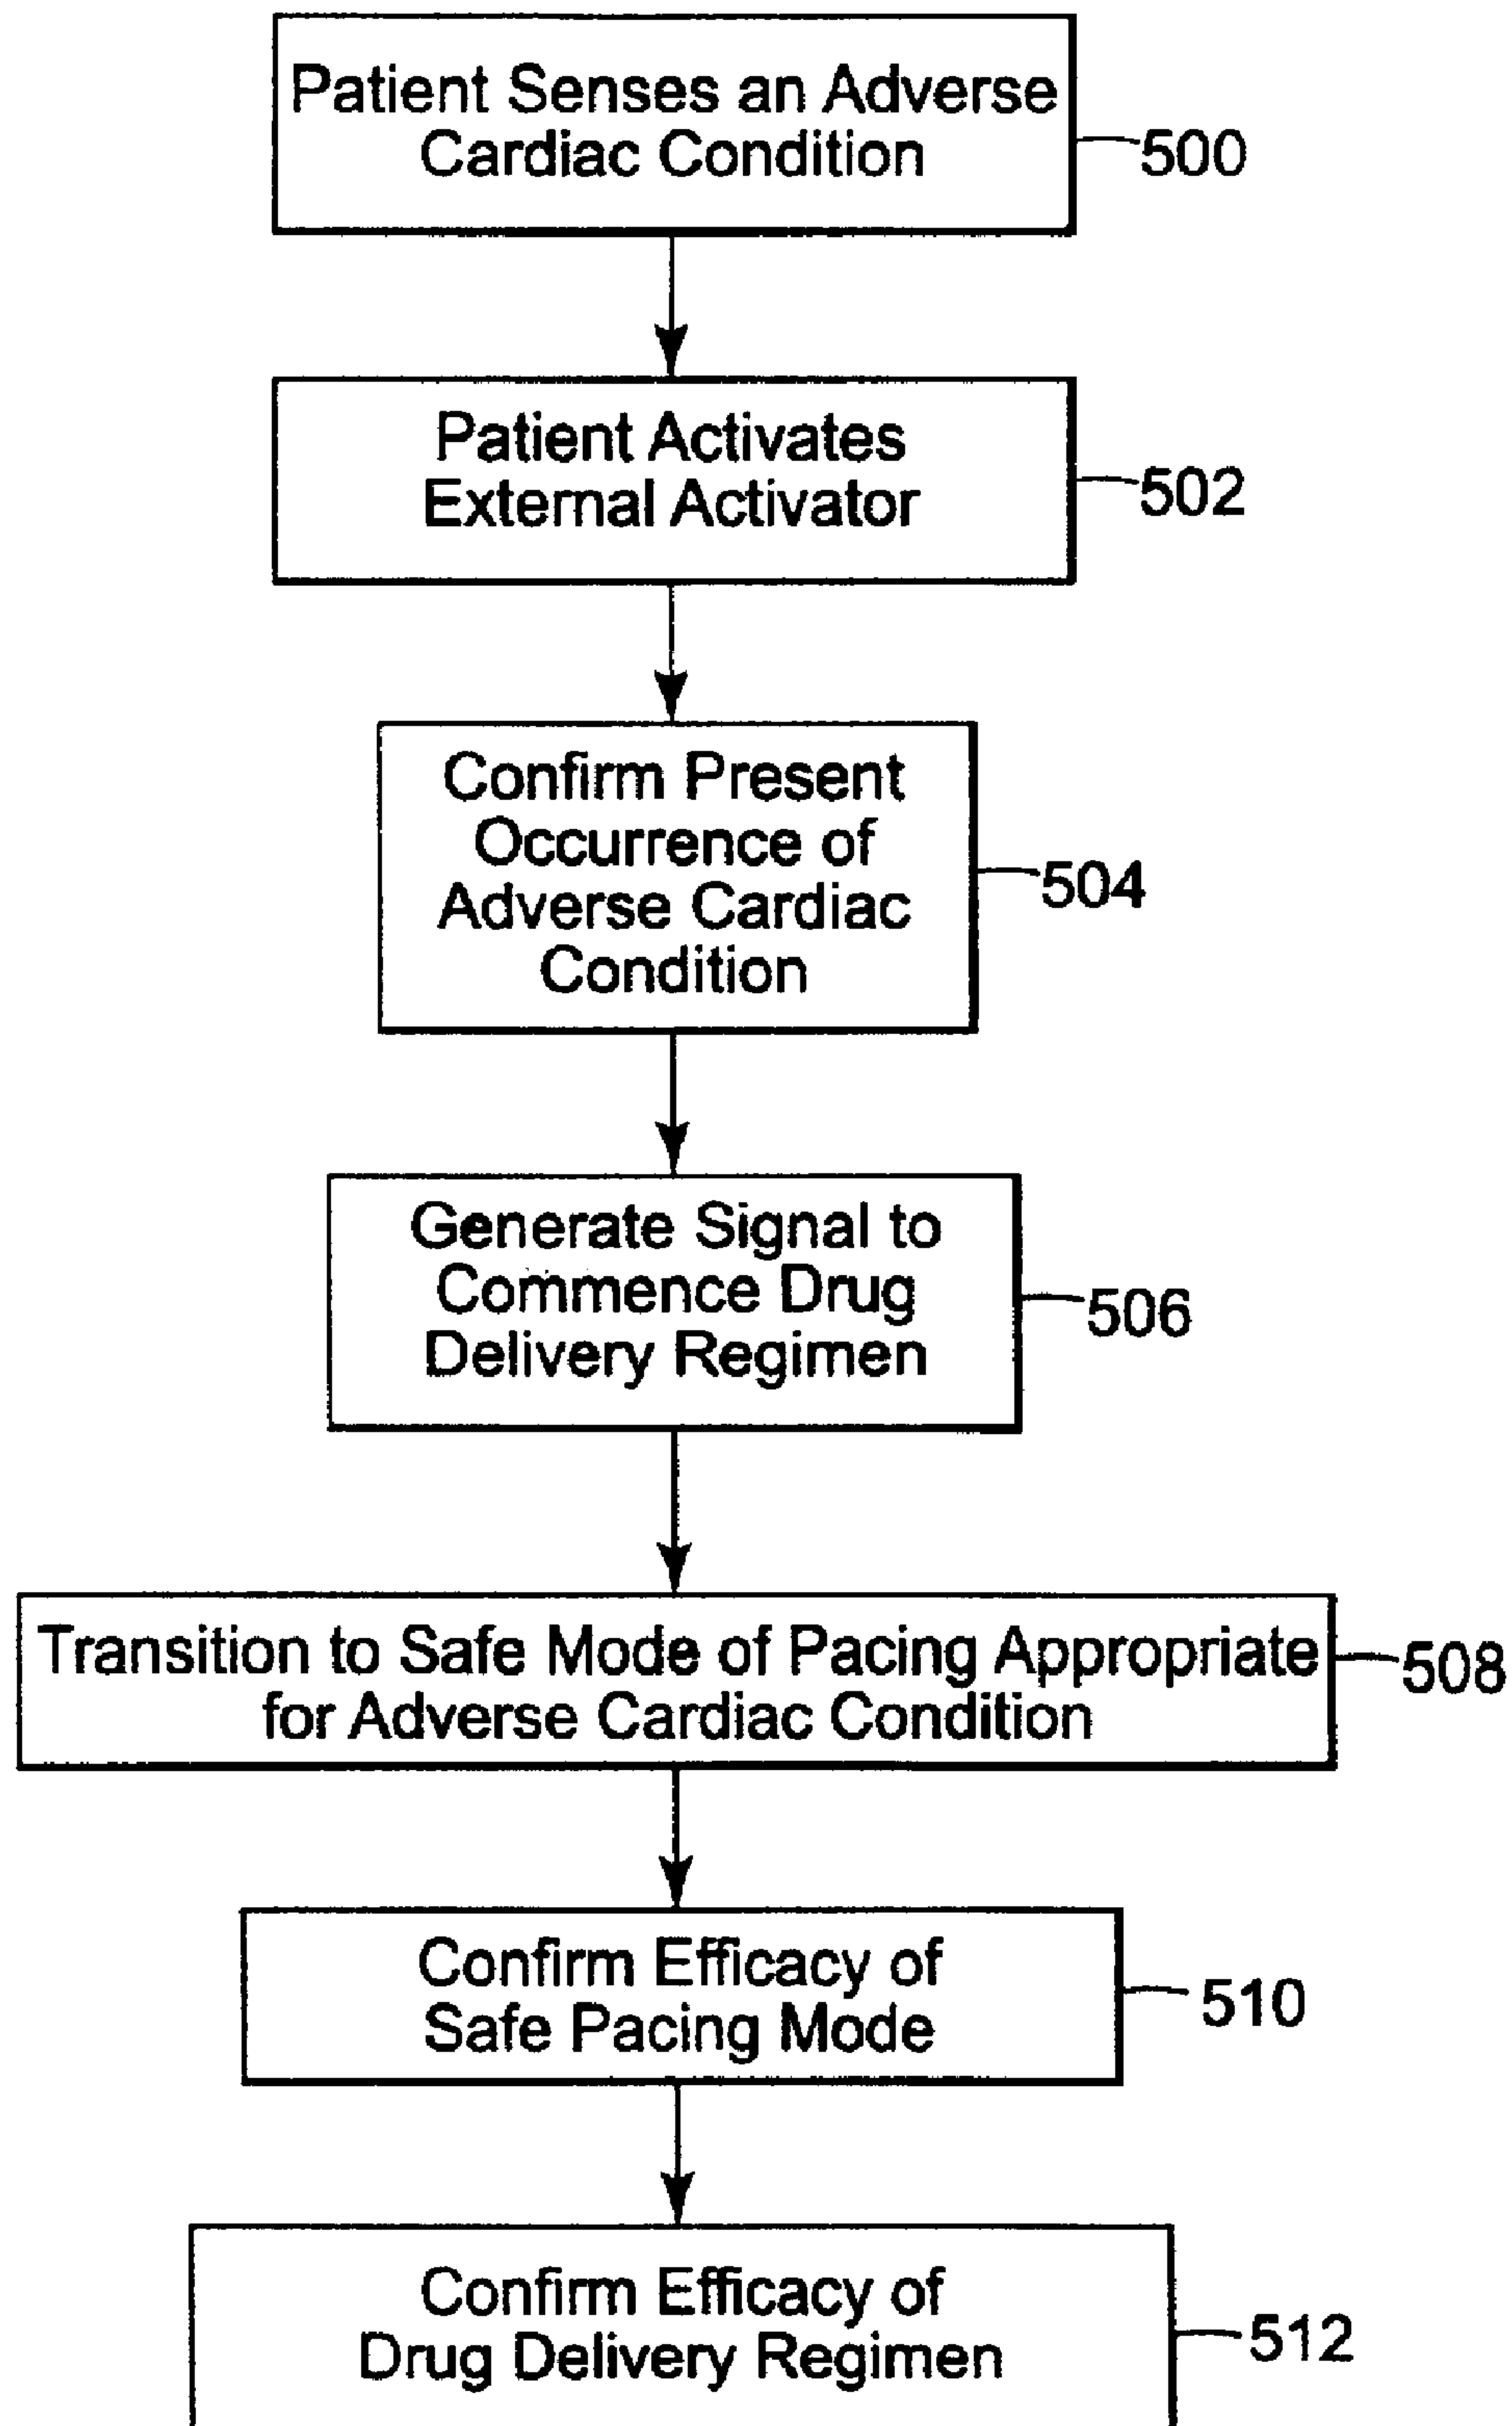 Patient Senses an Adverse
Cardiac Condition
500
Patient Activates
External Activator
502
Confirm Present
Occurrence of
Adverse Cardiac
Condition
504
Generate Signal to
Commence Drug
Delivery Regimen
506
Transition to Safe Mode of Pacing Appropriate
for Adverse Cardiac Condition
508
Confirm Efficacy of
Safe Pacing Mode
510
Confirm Efficacy of
Drug Delivery Regimen
512